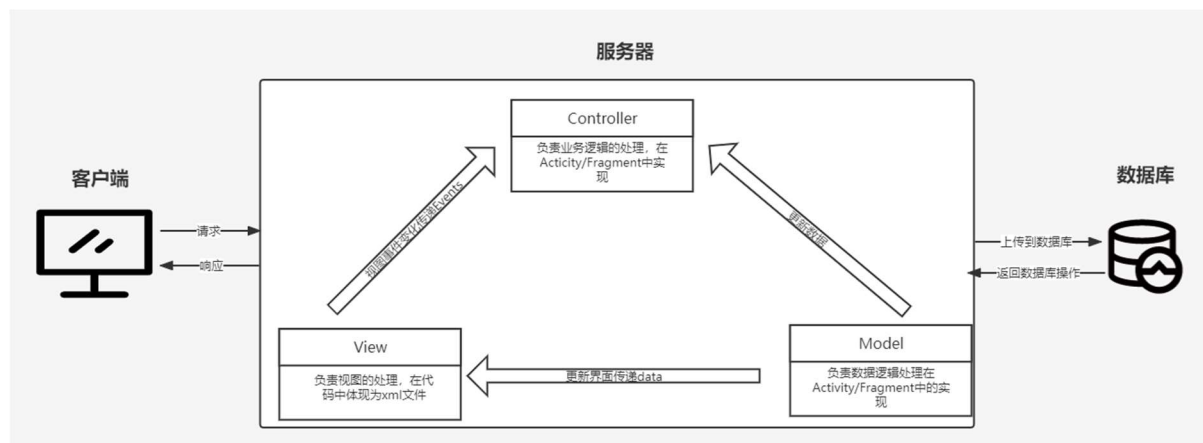 服务器
Controller
负责业务逻辑的处理，在
Acticity/Fragment中实
现
客户端
数据库
请求
响应
视图事件变化传递Events
更新数据
上传到数据库
返回数据库操作
View
负责视图的处理，在代
码中体现为xml文件
更新界面传递data
Model
负责数据逻辑处理在
Activity/Fragment中的实
现